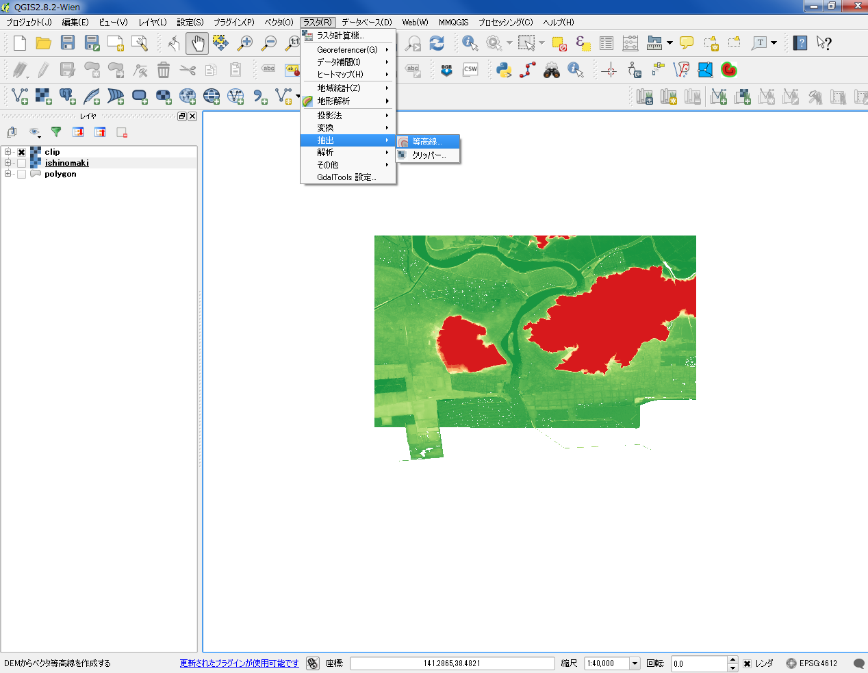 QGIS2.8.2-Wien
プロジェクト(J) 編集(E) ビュー(V) レイヤ(L) 設定(S) プラグイン(P) ベクタ(O) ラスタ(R) データベース(D) Web(W) MMQGIS プロセッシング(C) ヘルプ(H)
ラスタ計算機...
Georeferencer(G)
データ補間(I)
ヒートマップ(H)
地域統計(Z)
地形解析
投影法
変換
抽出
解析
その他
GdalTools 設定...
等高線...
クリッパー...
CSW
レイヤ
clip
ishinomaki
polygon
DEMからベクタ等高線を作成する 更新されたプラグインが使用可能です 座標: 141.2865,38.4821 縮尺 1:40,000 回転: 0.0 レンダ EPSG:4612